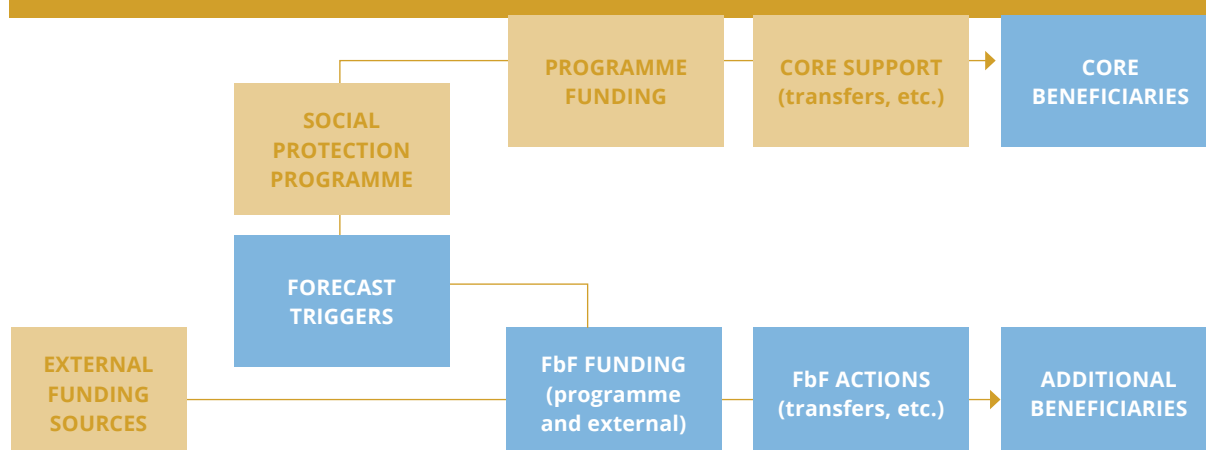 PROGRAMME
FUNDING
CORE SUPPORT
(transfers, etc.)
CORE
BENEFICIARIES
SOCIAL
PROTECTION
PROGRAMME
FORECAST
TRIGGERS
EXTERNAL
FUNDING
SOURCES
FbF FUNDING
(programme
and external)
FbF ACTIONS
(transfers, etc.)
ADDITIONAL
BENEFICIARIES